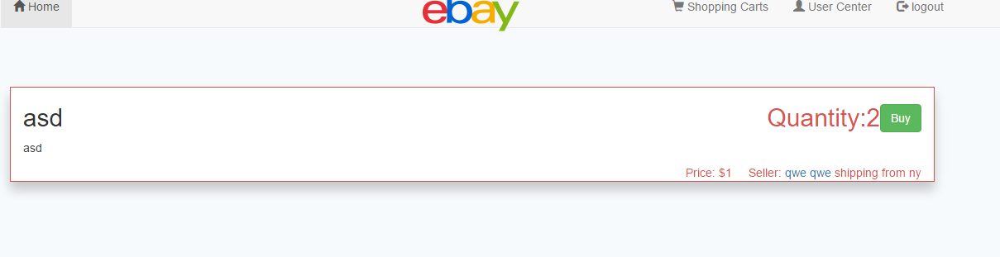 Home
ebay
Shopping Carts
User Center
logout
asd
Quantity:2
Buy
asd
Price: $1 Seller: qwe qwe shipping from ny